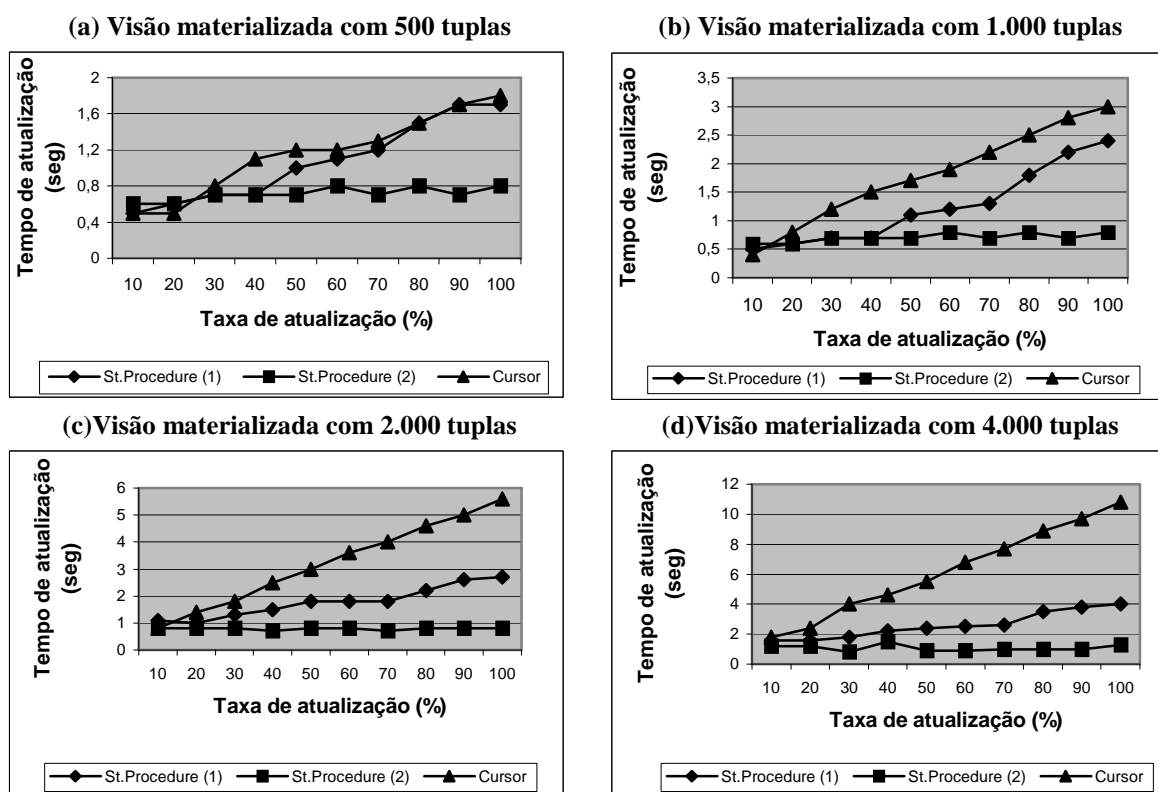 (a) Visão materializada com 500 tuplas
Tempo de atualização
(seg)
2
1,6
1,2
0,8
0,4
0
10 20 30 40 50 60 70 80 90 100
Taxa de atualização (%)
St.Procedure (1) St.Procedure (2) Cursor
(b) Visão materializada com 1.000 tuplas
Tempo de atualização
(seg)
3,5
3
2,5
2
1,5
1
0,5
0
10 20 30 40 50 60 70 80 90 100
Taxa de atualização (%)
St.Procedure (1) St.Procedure (2) Cursor
(c)Visão materializada com 2.000 tuplas
Tempo de atualização
(seg)
6
5
4
3
2
1
0
10 20 30 40 50 60 70 80 90 100
Taxa de atualização (%)
St.Procedure (1) St.Procedure (2) Cursor
(d)Visão materializada com 4.000 tuplas
Tempo de atualização
(seg)
12
10
8
6
4
2
0
10 20 30 40 50 60 70 80 90 100
Taxa de atualização (%)
St.Procedure (1) St.Procedure (2) Cursor